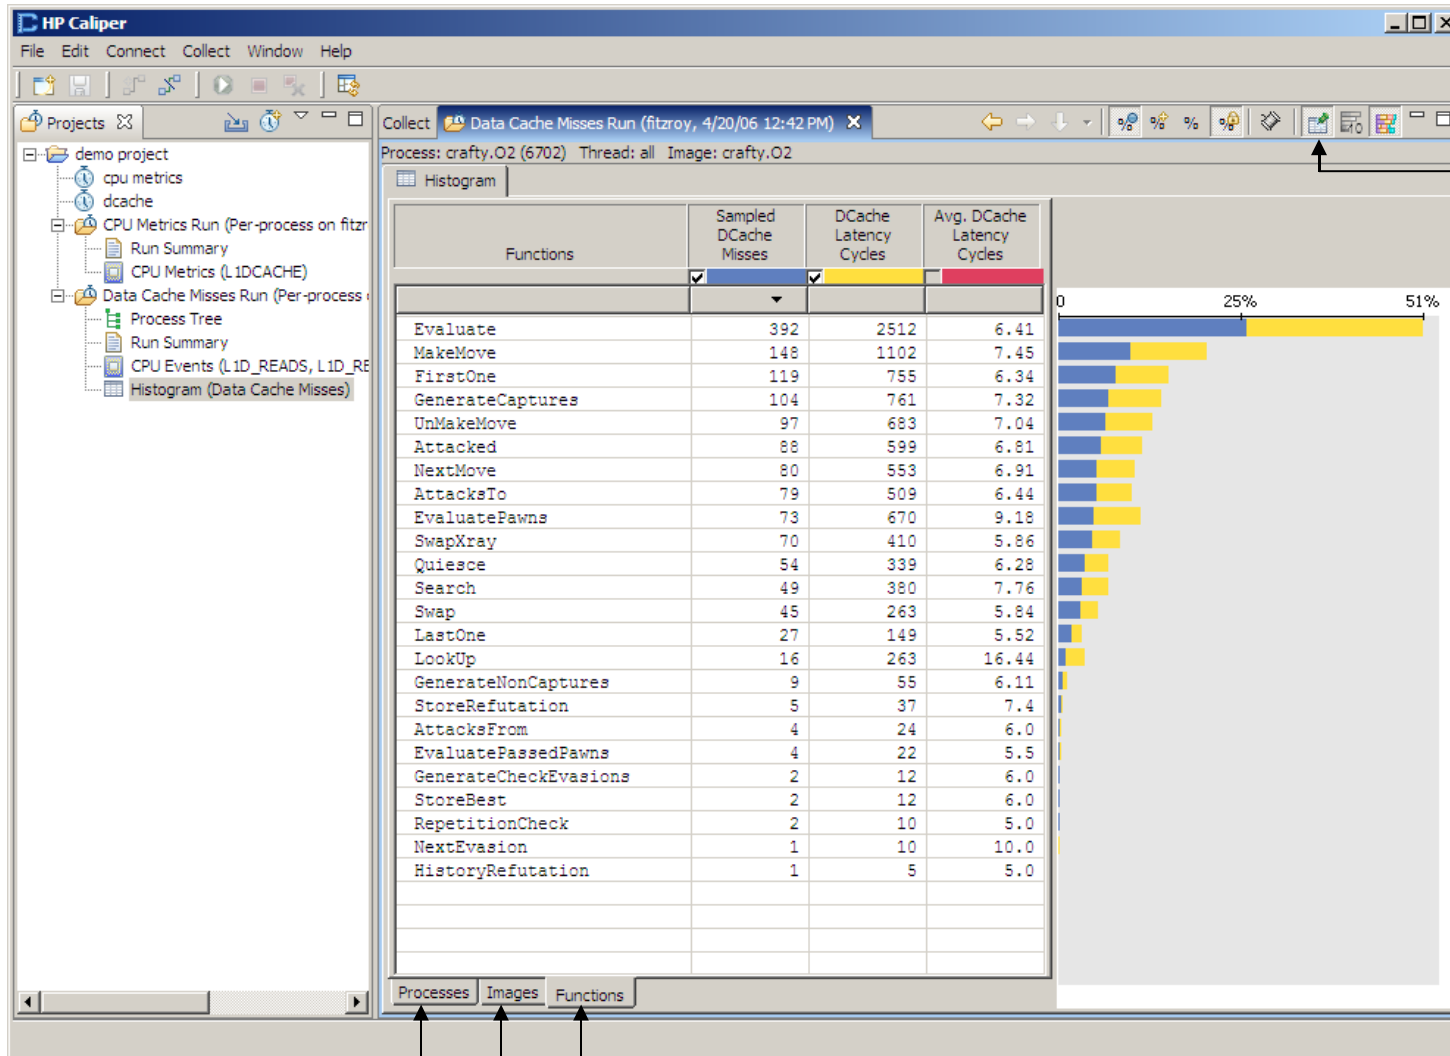 HP Caliper
File Edit Connect Collect Window Help
Projects
demo project
cpu metrics
dcache
CPU Metrics Run (Per-process on fitzr
Run Summary
CPU Metrics (L1DCACHE)
Data Cache Misses Run (Per-process
Process Tree
Run Summary
CPU Events (L1D_READS, L1D_RE
Histogram (Data Cache Misses)
Collect Data Cache Misses Run (fitzroy, 4/20/06 12:42 PM)
Process: crafty.O2 (6702) Thread: all Image: crafty.O2
Histogram
Functions Sampled DCache Misses DCache Latency Cycles Avg. DCache Latency Cycles
0 25% 51%
Evaluate 392 2512 6.41
MakeMove 148 1102 7.45
FirstOne 119 755 6.34
GenerateCaptures 104 761 7.32
UnMakeMove 97 683 7.04
Attacked 88 599 6.81
NextMove 80 553 6.91
AttacksTo 79 509 6.44
EvaluatePawns 73 670 9.18
SwapXray 70 410 5.86
Quiesce 54 339 6.28
Search 49 380 7.76
Swap 45 263 5.84
LastOne 27 149 5.52
LookUp 16 263 16.44
GenerateNonCaptures 9 55 6.11
StoreRefutation 5 37 7.4
AttacksFrom 4 24 6.0
EvaluatePassedPawns 4 22 5.5
GenerateCheckEvasions 2 12 6.0
StoreBest 2 12 6.0
RepetitionCheck 2 10 5.0
NextEvasion 1 10 10.0
HistoryRefutation 1 5 5.0
Processes Images Functions